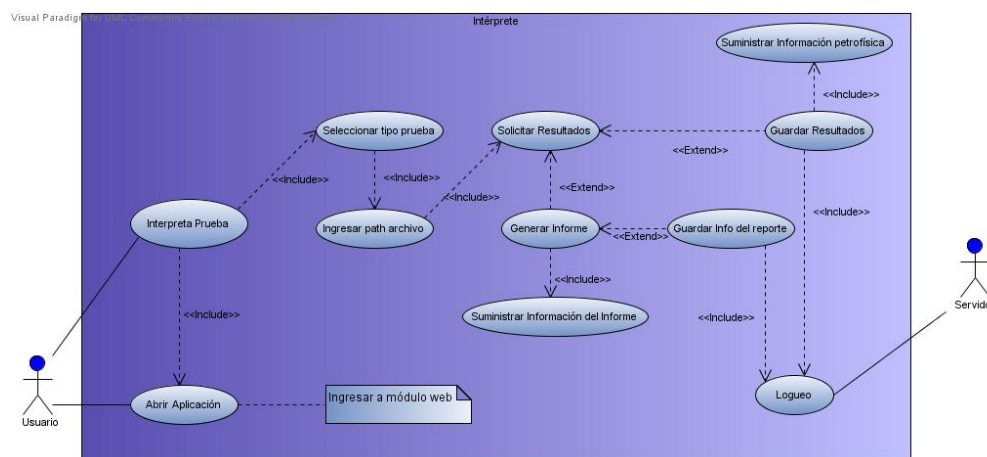 Visual Paradigm for UML Community Edition
Intérprete
Suministrar Información petrofísica
<<Include>>
Seleccionar tipo prueba
Solicitar Resultados
Guardar Resultados
<<Extend>>
<<Include>>
<<Include>>
<<Include>>
<<Extend>>
<<Include>>
Interpreta Prueba
Ingresar path archivo
Generar Informe
Guardar Info del reporte
<<Extend>>
<<Include>>
<<Include>>
Suministrar Información del Informe
<<Include>>
Servido
Abrir Aplicación
Ingresar a módulo web
Logueo
Usuario